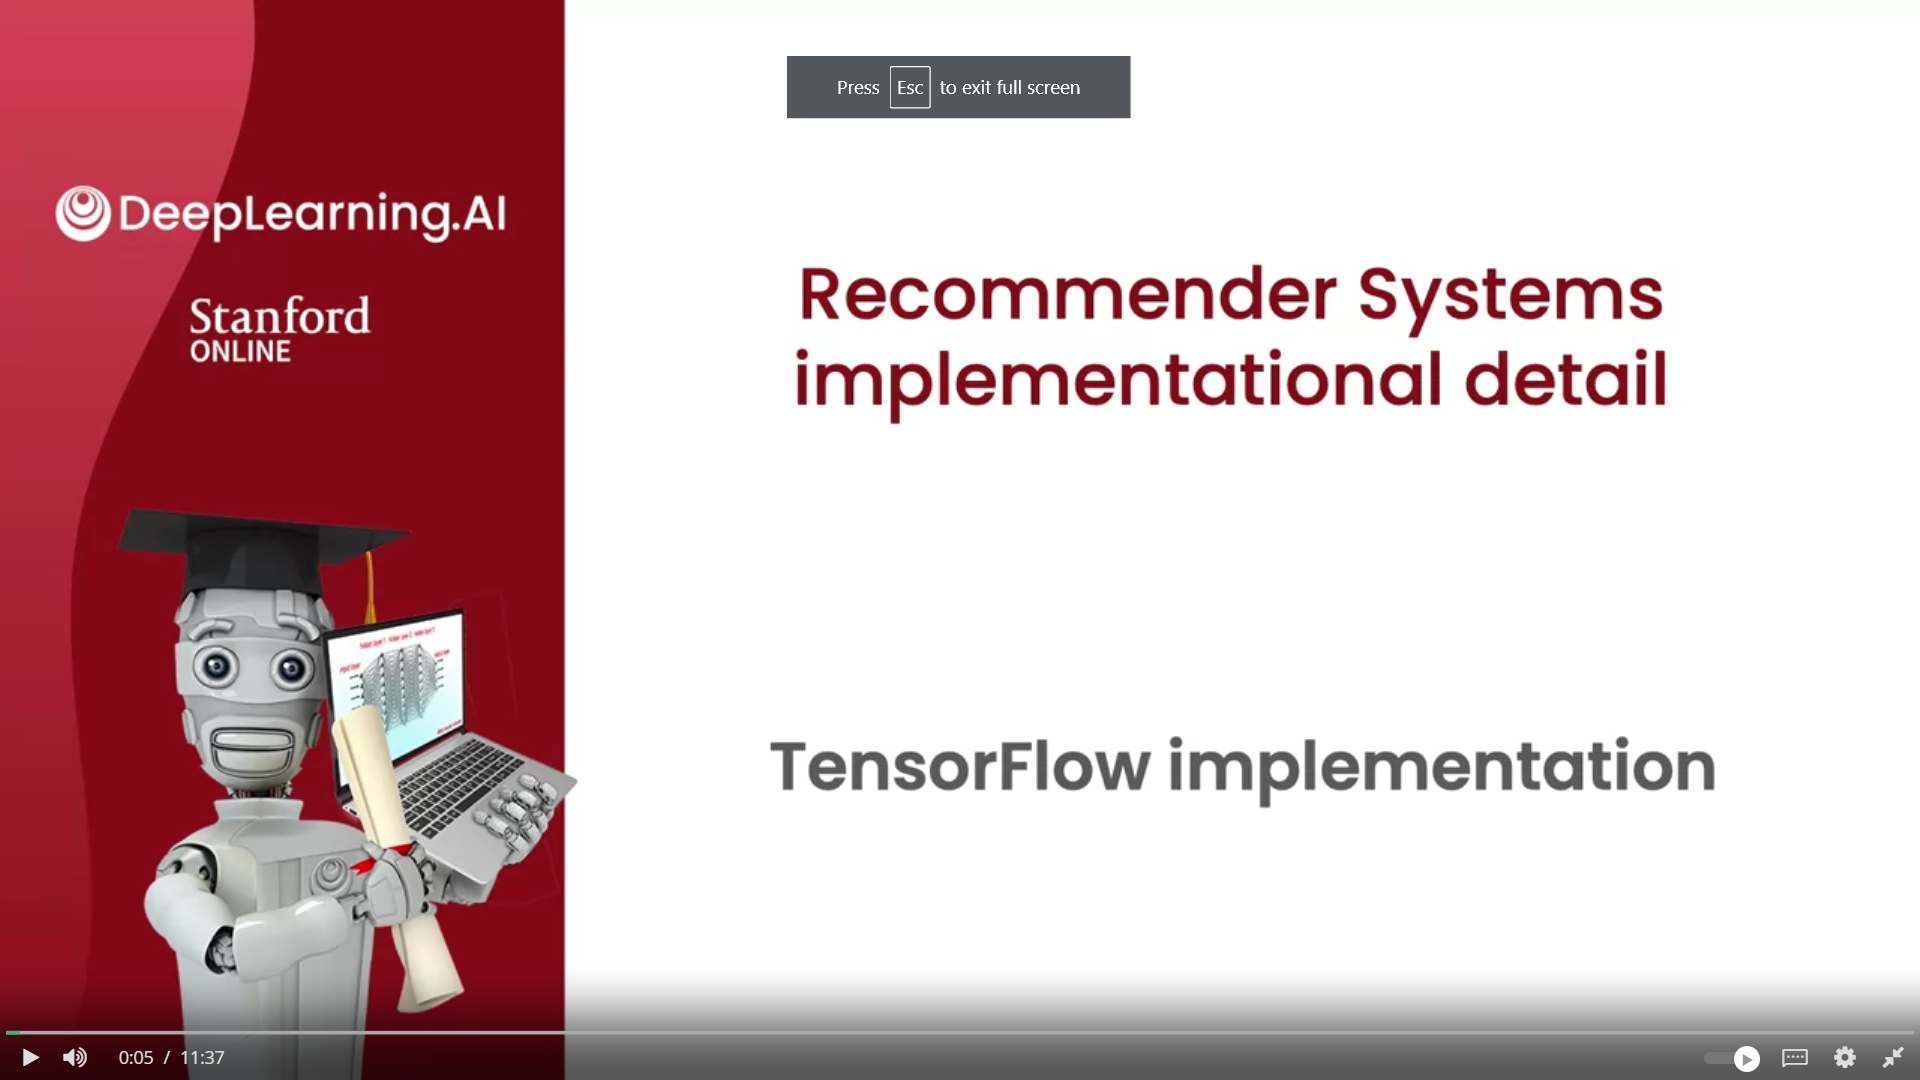 Press Esc to exit full screen
DeepLearning.AI
Stanford
ONLINE
Recommender Systems
implementational detail
TensorFlow implementation
0:05 / 11:37